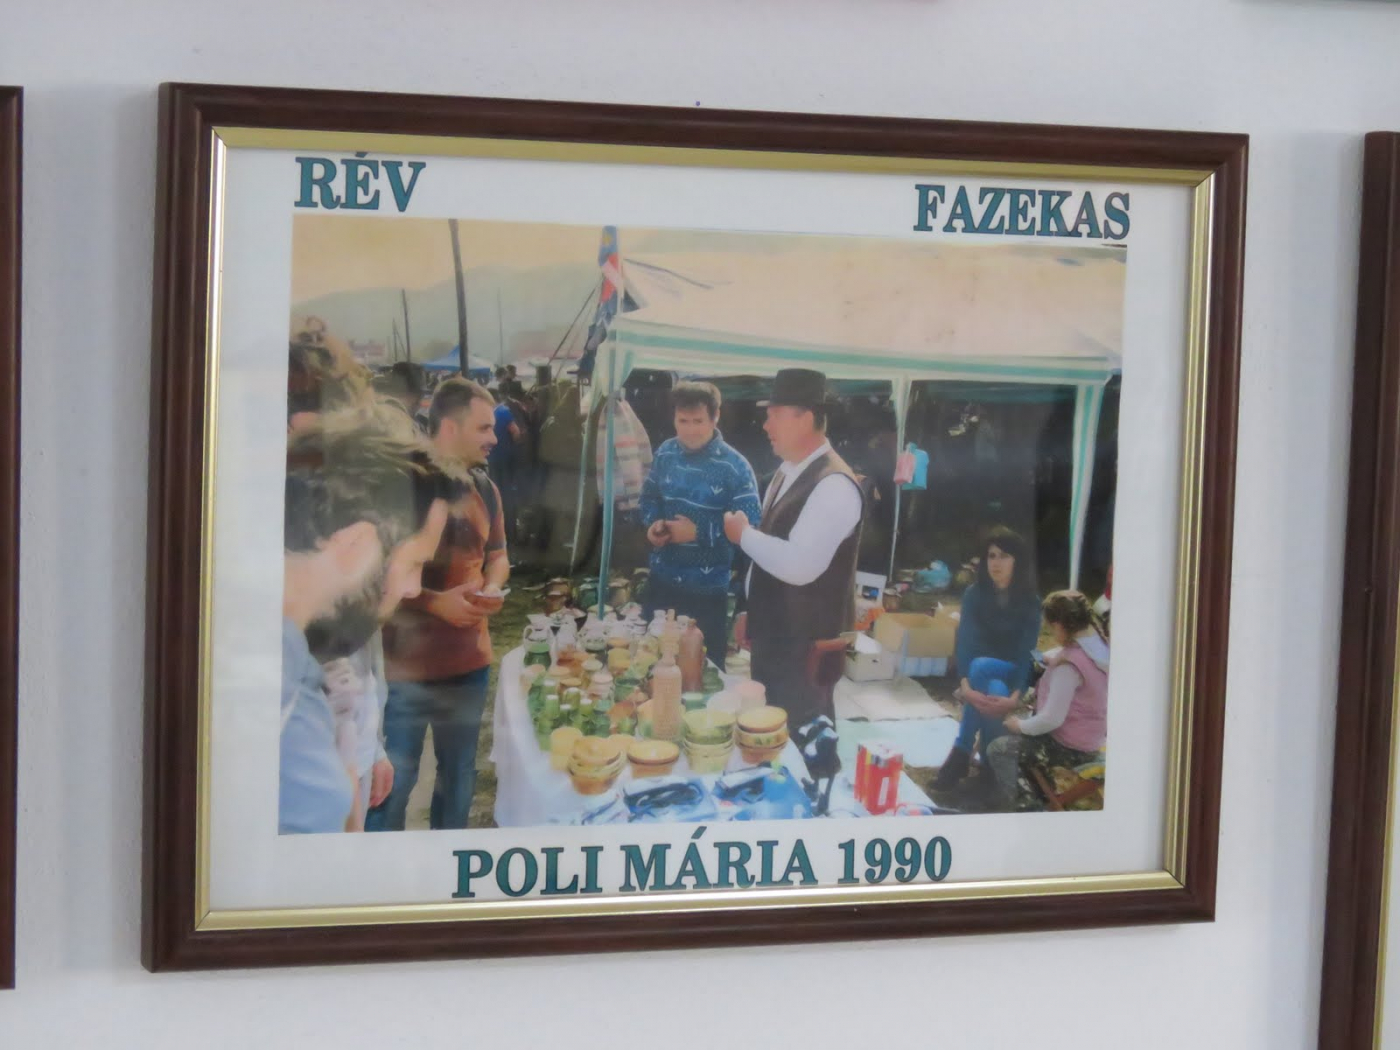 RÉV
FAZEKAS
POLI MÁRIA 1990